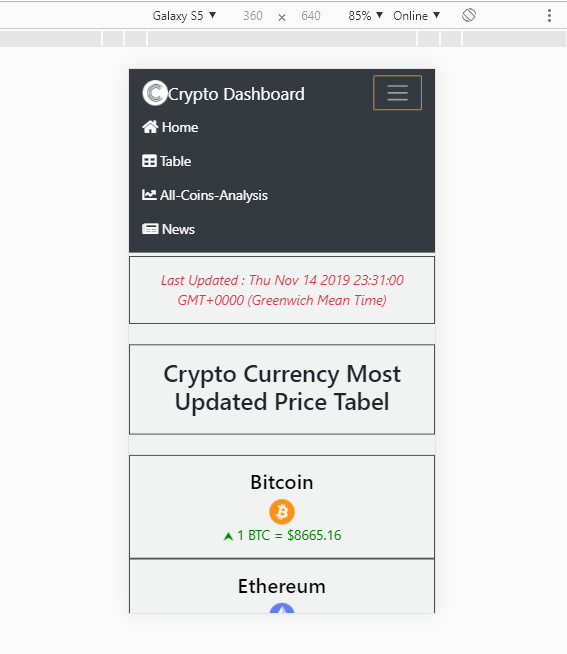 Galaxy S5 ▼ 360 × 640 85% ▼ Online ▼
Crypto Dashboard
Home
Table
All-Coins-Analysis
News
Last Updated : Thu Nov 14 2019 23:31:00
GMT+0000 (Greenwich Mean Time)
Crypto Currency Most
Updated Price Tabel
Bitcoin
1 BTC = $8665.16
Ethereum